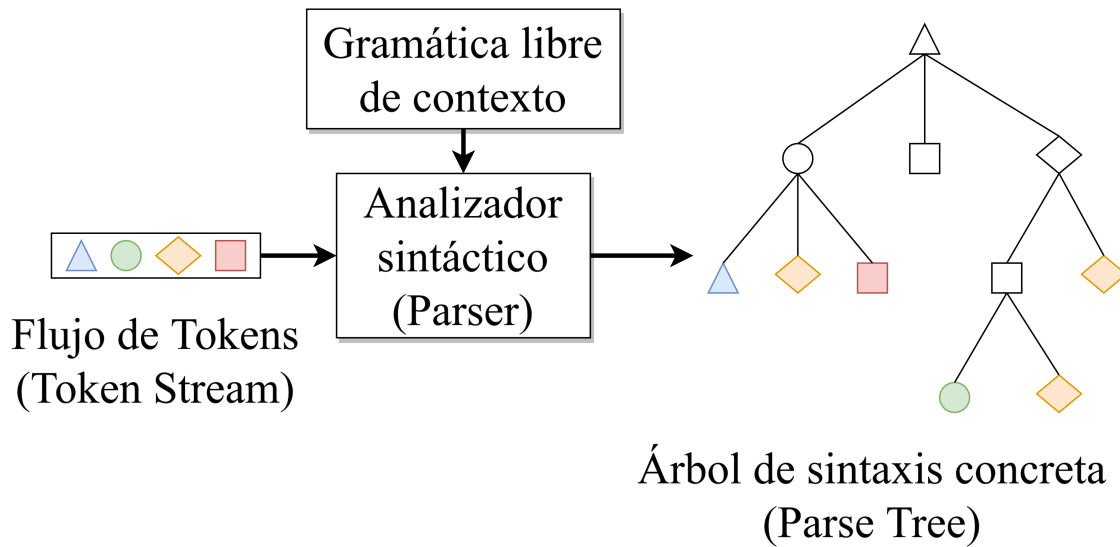 Gramática libre
de contexto
Analizador
sintáctico
(Parser)
Flujo de Tokens
(Token Stream)
Árbol de sintaxis concreta
(Parse Tree)